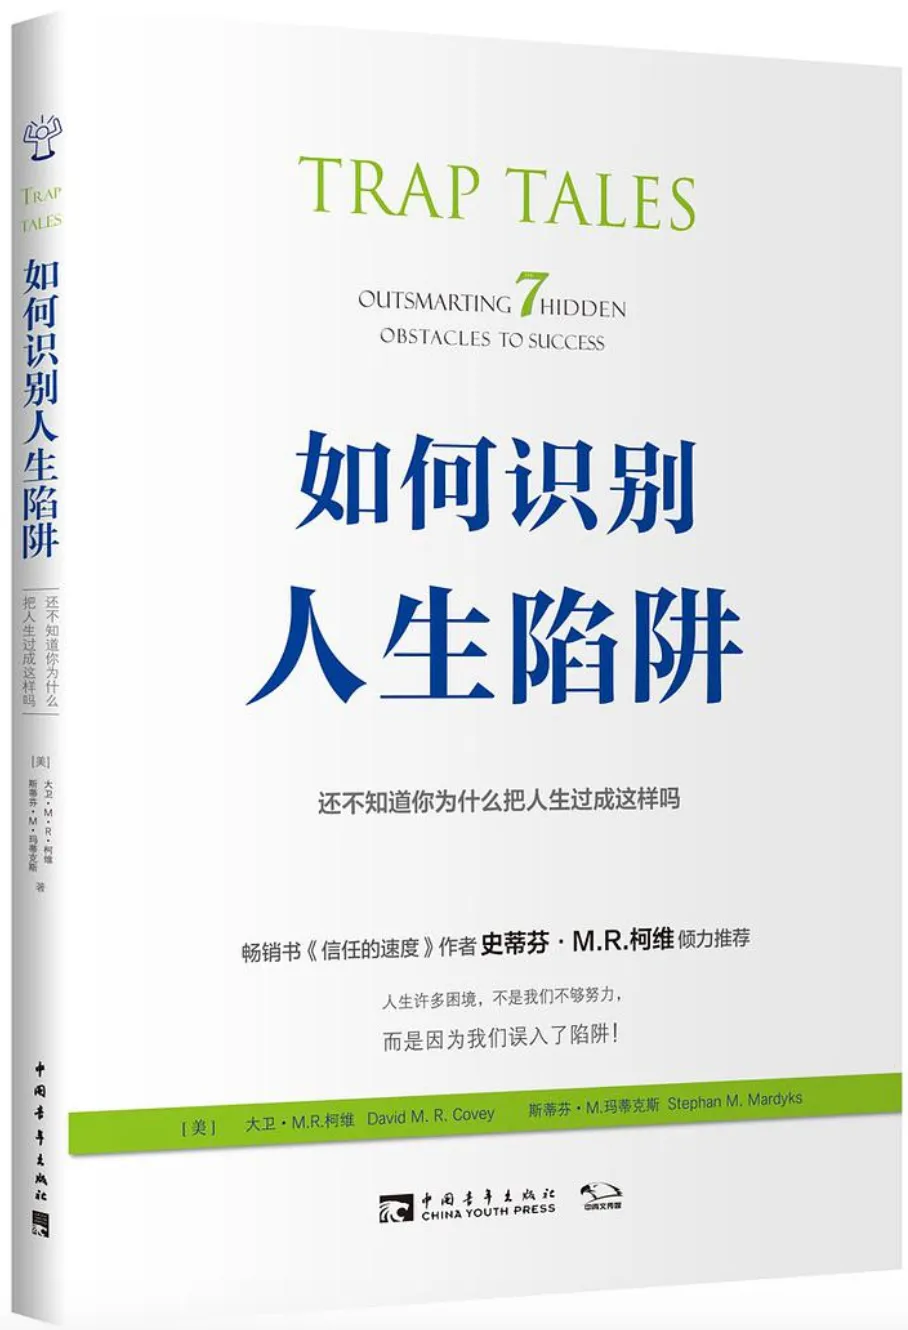 TRAP TALES
OUTSMARTING 7 HIDDEN
OBSTACLES TO SUCCESS
如何识别
人生陷阱
还不知道你为什么把人生过成这样吗
畅销书《信任的速度》作者 史蒂芬·M.R.柯维 倾力推荐
人生许多困境，不是我们不够努力，
而是因为我们误入了陷阱！
[美] 大卫·M.R.柯维 David M. R. Covey 斯蒂芬·M.玛蒂克斯 Stephan M. Mardyks
中国青年出版社
CHINA YOUTH PRESS
中青文传媒
TRAP
TALES
如何识别人生陷阱
还不知道你为什么
把人生过成这样吗
[美]
大卫·M·R·柯维
斯蒂芬·M·玛蒂克斯
著
中国青年出版社